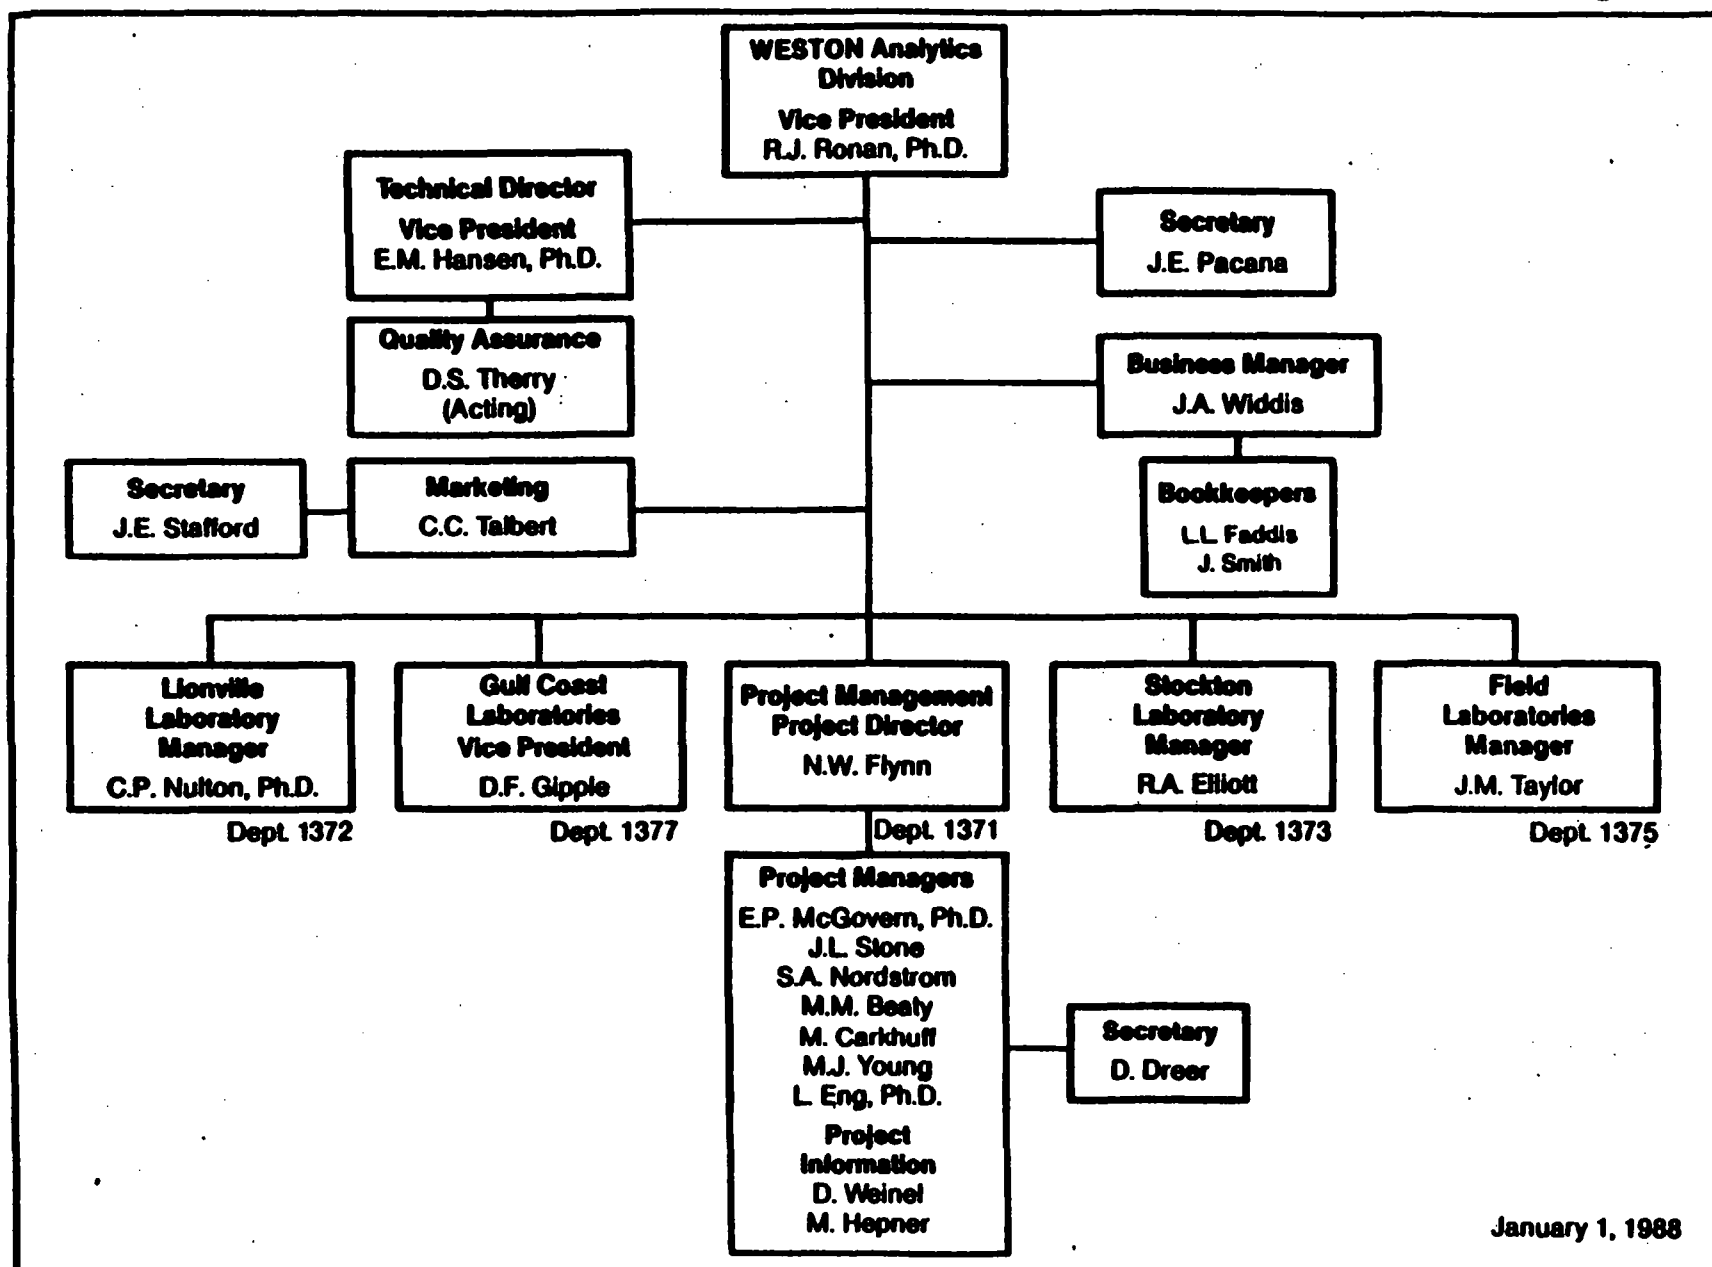 WESTON Analytics
Division
Vice President
R.J. Ronan, Ph.D.
Technical Director
Vice President
E.M. Hansen, Ph.D.
Secretary
J.E. Pacana
Quality Assurance
D.S. Therry
(Acting)
Business Manager
J.A. Widdis
Secretary
J.E. Stafford
Marketing
C.C. Talbert
Bookkeepers
L.L. Faddis
J. Smith
Lionville
Laboratory
Manager
C.P. Nulton, Ph.D.
Dept. 1372
Gulf Coast
Laboratories
Vice President
D.F. Gipple
Dept. 1377
Project Management
Project Director
N.W. Flynn
Dept. 1371
Stockton
Laboratory
Manager
R.A. Elliott
Dept. 1373
Field
Laboratories
Manager
J.M. Taylor
Dept. 1375
Project Managers
E.P. McGovern, Ph.D.
J.L. Stone
S.A. Nordstrom
M.M. Beaty
M. Carkhuff
M.J. Young
L. Eng, Ph.D.
Project
Information
D. Weinel
M. Hepner
Secretary
D. Dreer
January 1, 1988